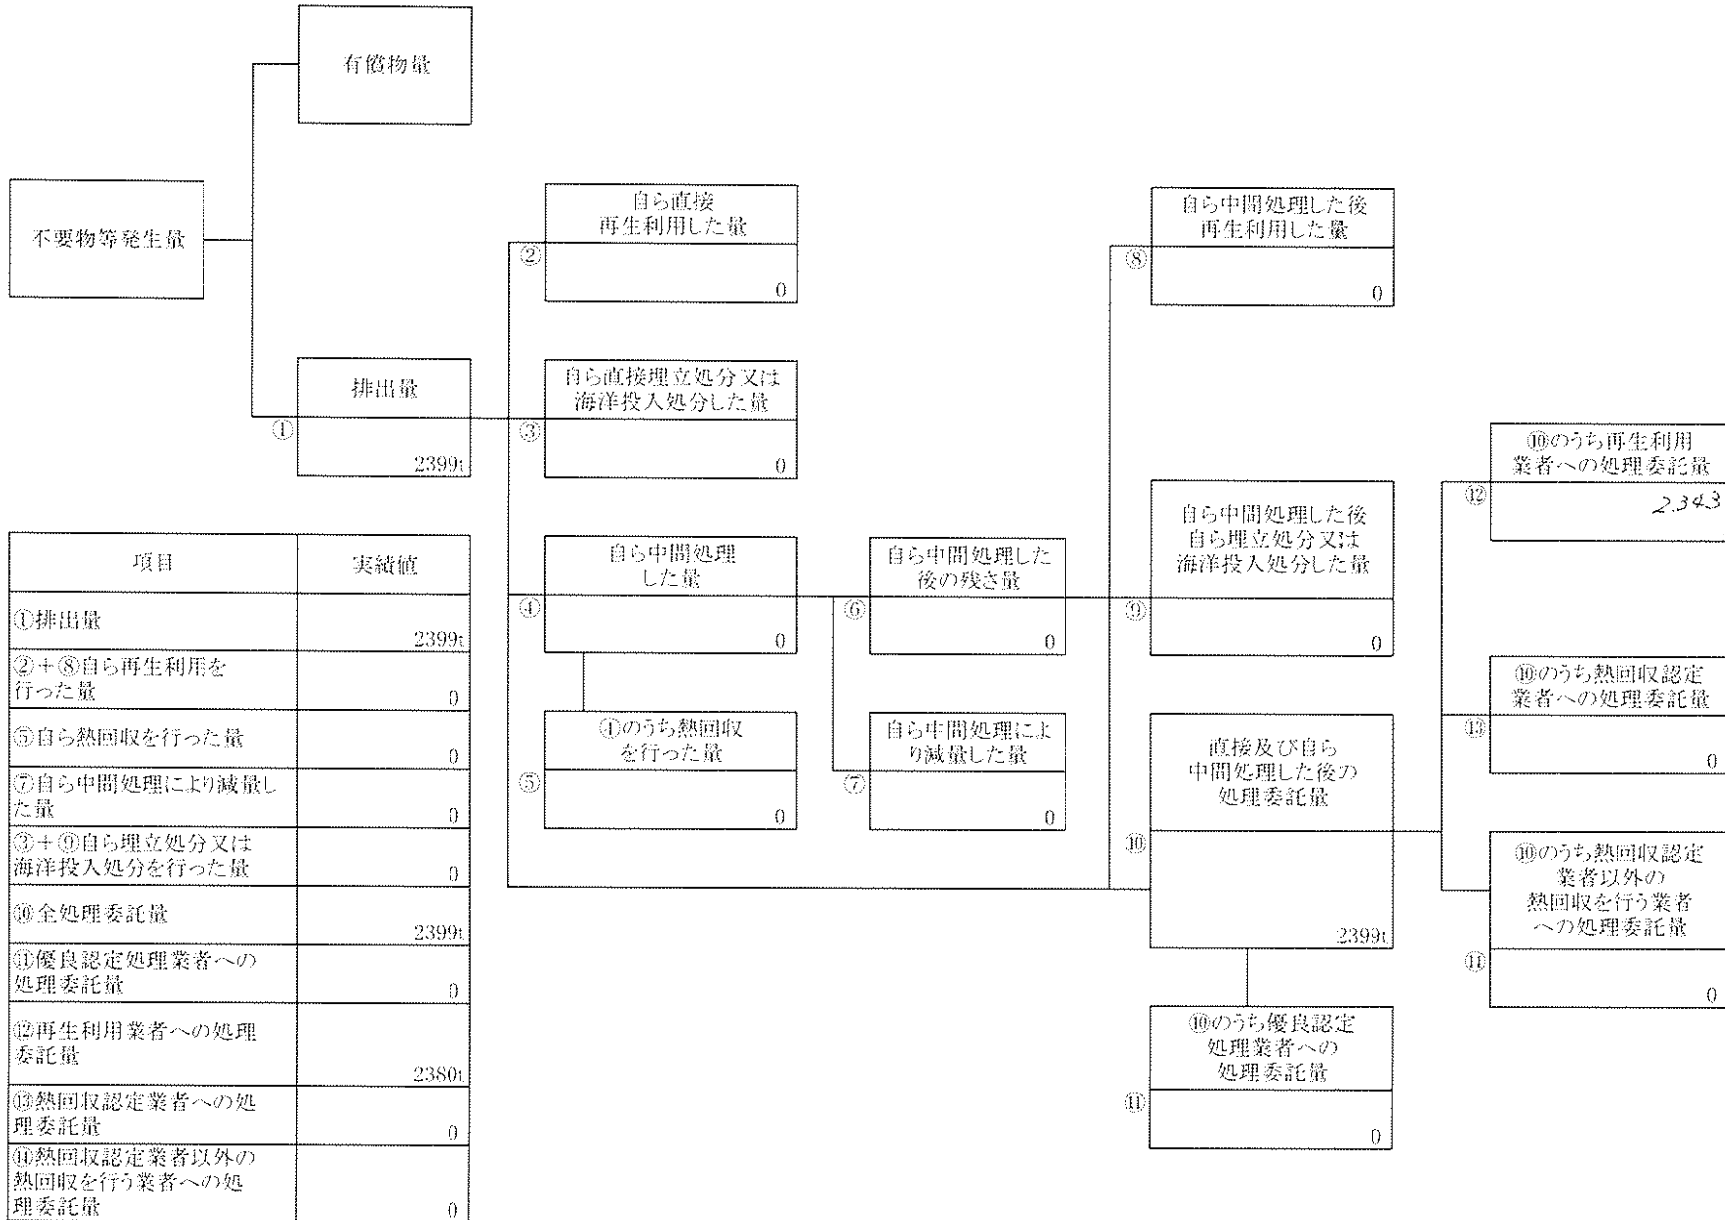 有償物量
不要物等発生量
自ら直接
再生利用した量
②
0
自ら中間処理した後
再生利用した量
⑧
0
排出量
①
2399t
自ら直接埋立処分又は
海洋投入処分した量
③
0
⑩のうち再生利用
業者への処理委託量
⑫
2343
自ら中間処理した後
自ら埋立処分又は
海洋投入処分した量
⑨
0
自ら中間処理
した量
④
0
自ら中間処理した
後の残さ量
⑥
0
⑩のうち熱回収認定
業者への処理委託量
⑬
0
④のうち熱回収
を行った量
⑤
0
自ら中間処理によ
り減量した量
⑦
0
直接及び自ら
中間処理した後の
処理委託量
⑩
2399t
⑩のうち熱回収認定
業者以外の
熱回収を行う業者
への処理委託量
⑭
0
⑩のうち優良認定
処理業者への
処理委託量
⑪
0
項目 実績値
①排出量
2399t
②+⑧自ら再生利用を
行った量 0
⑤自ら熱回収を行った量
0
⑦自ら中間処理により減量し
た量 0
③+⑨自ら埋立処分又は
海洋投入処分を行った量 0
⑩全処理委託量
2399t
⑪優良認定処理業者への
処理委託量 0
⑫再生利用業者への処理
委託量
2380t
⑬熱回収認定業者への処
理委託量 0
⑭熱回収認定業者以外の
熱回収を行う業者への処
理委託量 0